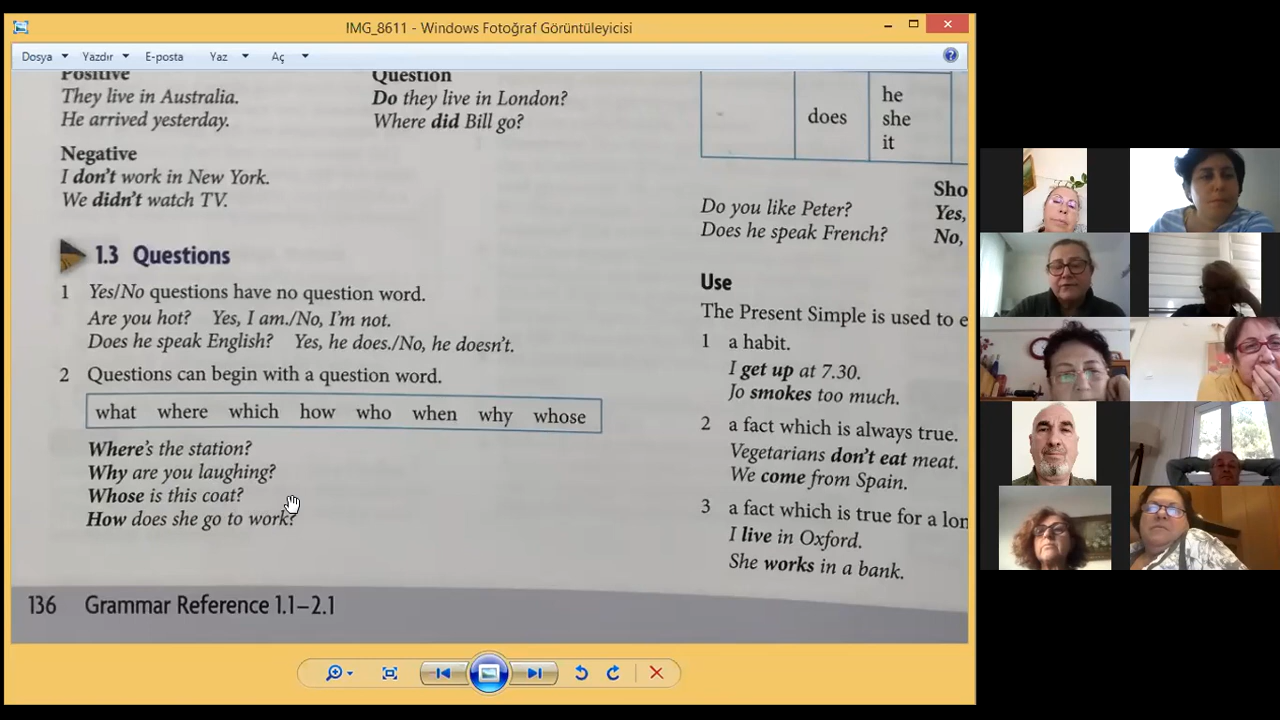 IMG_8611 - Windows Fotoğraf Görüntüleyicisi
Dosya Yazdır E-posta Yaz Aç
Positive
They live in Australia.
He arrived yesterday.
Negative
I don't work in New York.
We didn't watch TV.
Question
Do they live in London?
Where did Bill go?
1.3 Questions
1 Yes/No questions have no question word.
Are you hot? Yes, I am./No, I'm not.
Does he speak English? Yes, he does./No, he doesn't.
2 Questions can begin with a question word.
what where which how who when why whose
Where's the station?
Why are you laughing?
Whose is this coat?
How does she go to work?
does
he
she
it
Sho
Do you like Peter? Yes,
Does he speak French? No,
Use
The Present Simple is used to e
1 a habit.
I get up at 7.30.
Jo smokes too much.
2 a fact which is always true.
Vegetarians don't eat meat.
We come from Spain.
3 a fact which is true for a lon
I live in Oxford.
She works in a bank.
136 Grammar Reference 1.1–2.1